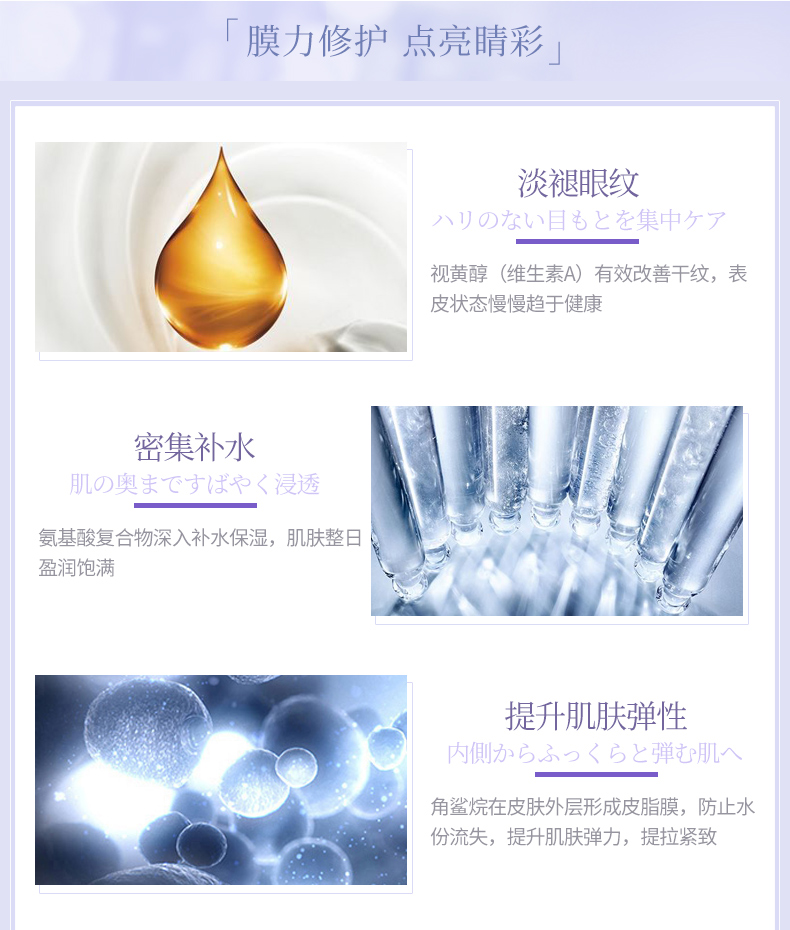 「膜力修护 点亮睛彩」
淡褪眼纹
ハリのない目もとを集中ケア
视黄醇（维生素A）有效改善干纹，表
皮状态慢慢趋于健康
密集补水
肌の奥まですばやく浸透
氨基酸复合物深入补水保湿，肌肤整日
盈润饱满
提升肌肤弹性
内側からふっくらと弾む肌へ
角鲨烷在皮肤外层形成皮脂膜，防止水
份流失，提升肌肤弹力，提拉紧致